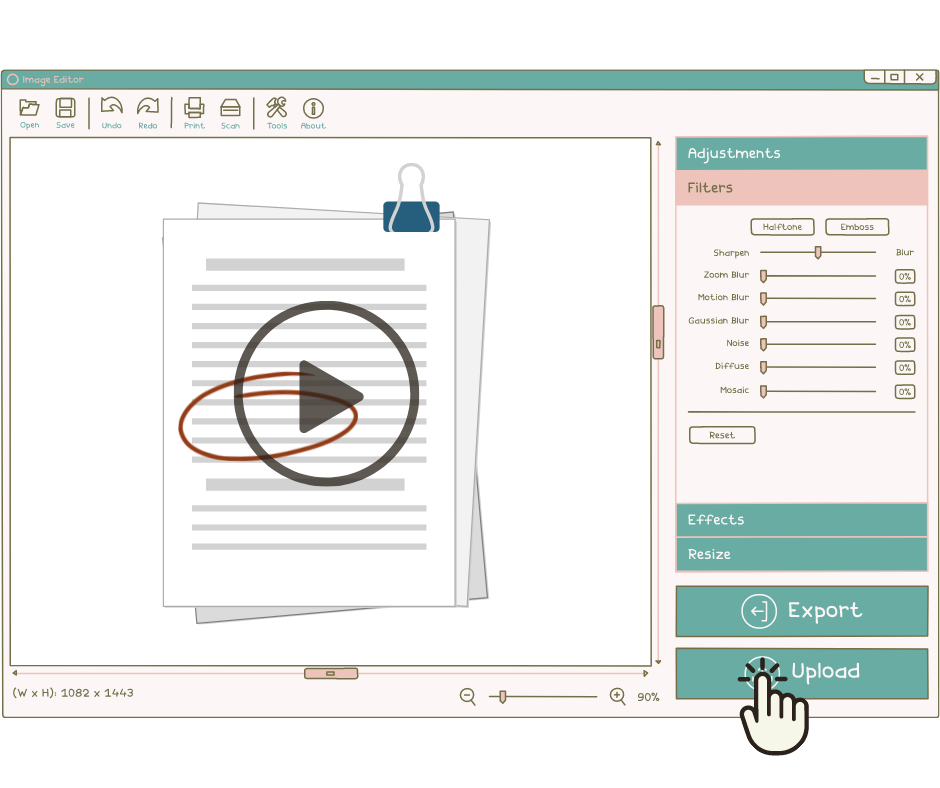 Image Editor
Open Save Undo Redo Print Scan Tools About
Adjustments
Filters
Halftone Emboss
Sharpen Blur
Zoom Blur 0%
Motion Blur 0%
Gaussian Blur 0%
Noise 0%
Diffuse 0%
Mosaic 0%
Reset
Effects
Resize
Export
Upload
(W x H): 1082 x 1443 90%